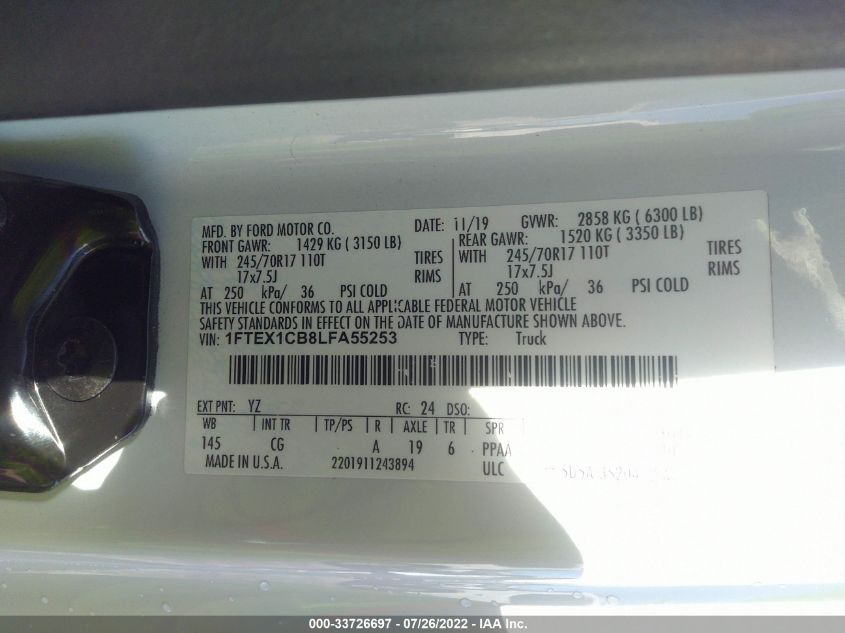 MFD. BY FORD MOTOR CO. DATE: 11/19 GVWR: 2858 KG ( 6300 LB)
FRONT GAWR: 1429 KG ( 3150 LB) REAR GAWR: 1520 KG ( 3350 LB)
WITH 245/70R17 110T TIRES WITH 245/70R17 110T TIRES
17x7.5J RIMS 17x7.5J RIMS
AT 250 kPa/ 36 PSI COLD AT 250 kPa/ 36 PSI COLD
THIS VEHICLE CONFORMS TO ALL APPLICABLE FEDERAL MOTOR VEHICLE
SAFETY STANDARDS IN EFFECT ON THE DATE OF MANUFACTURE SHOWN ABOVE.
VIN: 1FTEX1CB8LFA55253 TYPE: Truck
EXT PNT: YZ RC: 24 DSO:
WB INT TR TP/PS R AXLE TR SPR
145 CG A 19 6 PPAA
MADE IN U.S.A. 2201911243894 ULC
000-33726697 - 07/26/2022 - IAA Inc.